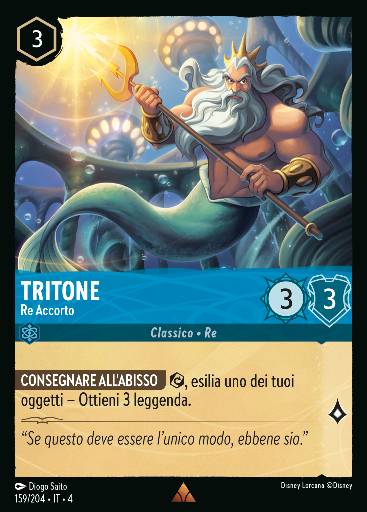 3
TRITONE
Re Accorto
3
3
Classico • Re
CONSEGNARE ALL'ABISSO , esilia uno dei tuoi
oggetti – Ottieni 3 leggenda.
"Se questo deve essere l'unico modo, ebbene sia."
Diogo Saito
Disney Lorcana ©Disney
159/204 • IT • 4